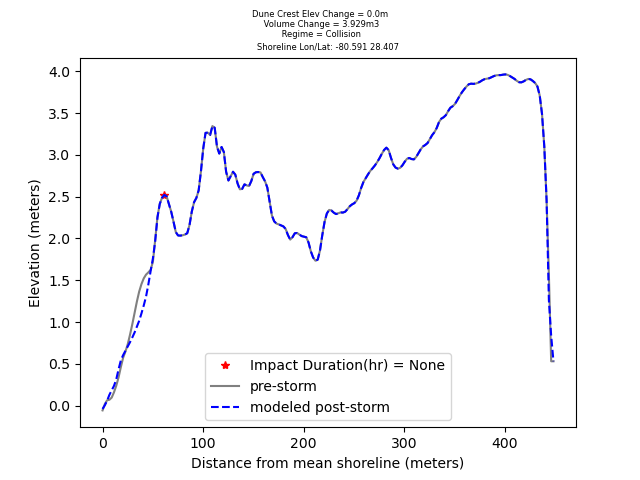 Dune Crest Elev Change = 0.0m
Volume Change = 3.929m3
Regime = Collision
Shoreline Lon/Lat: -80.591 28.407
4.0
3.5
3.0
2.5
2.0
1.5
1.0
0.5
0.0
Elevation (meters)
Impact Duration(hr) = None
pre-storm
modeled post-storm
0
100
200
300
400
Distance from mean shoreline (meters)